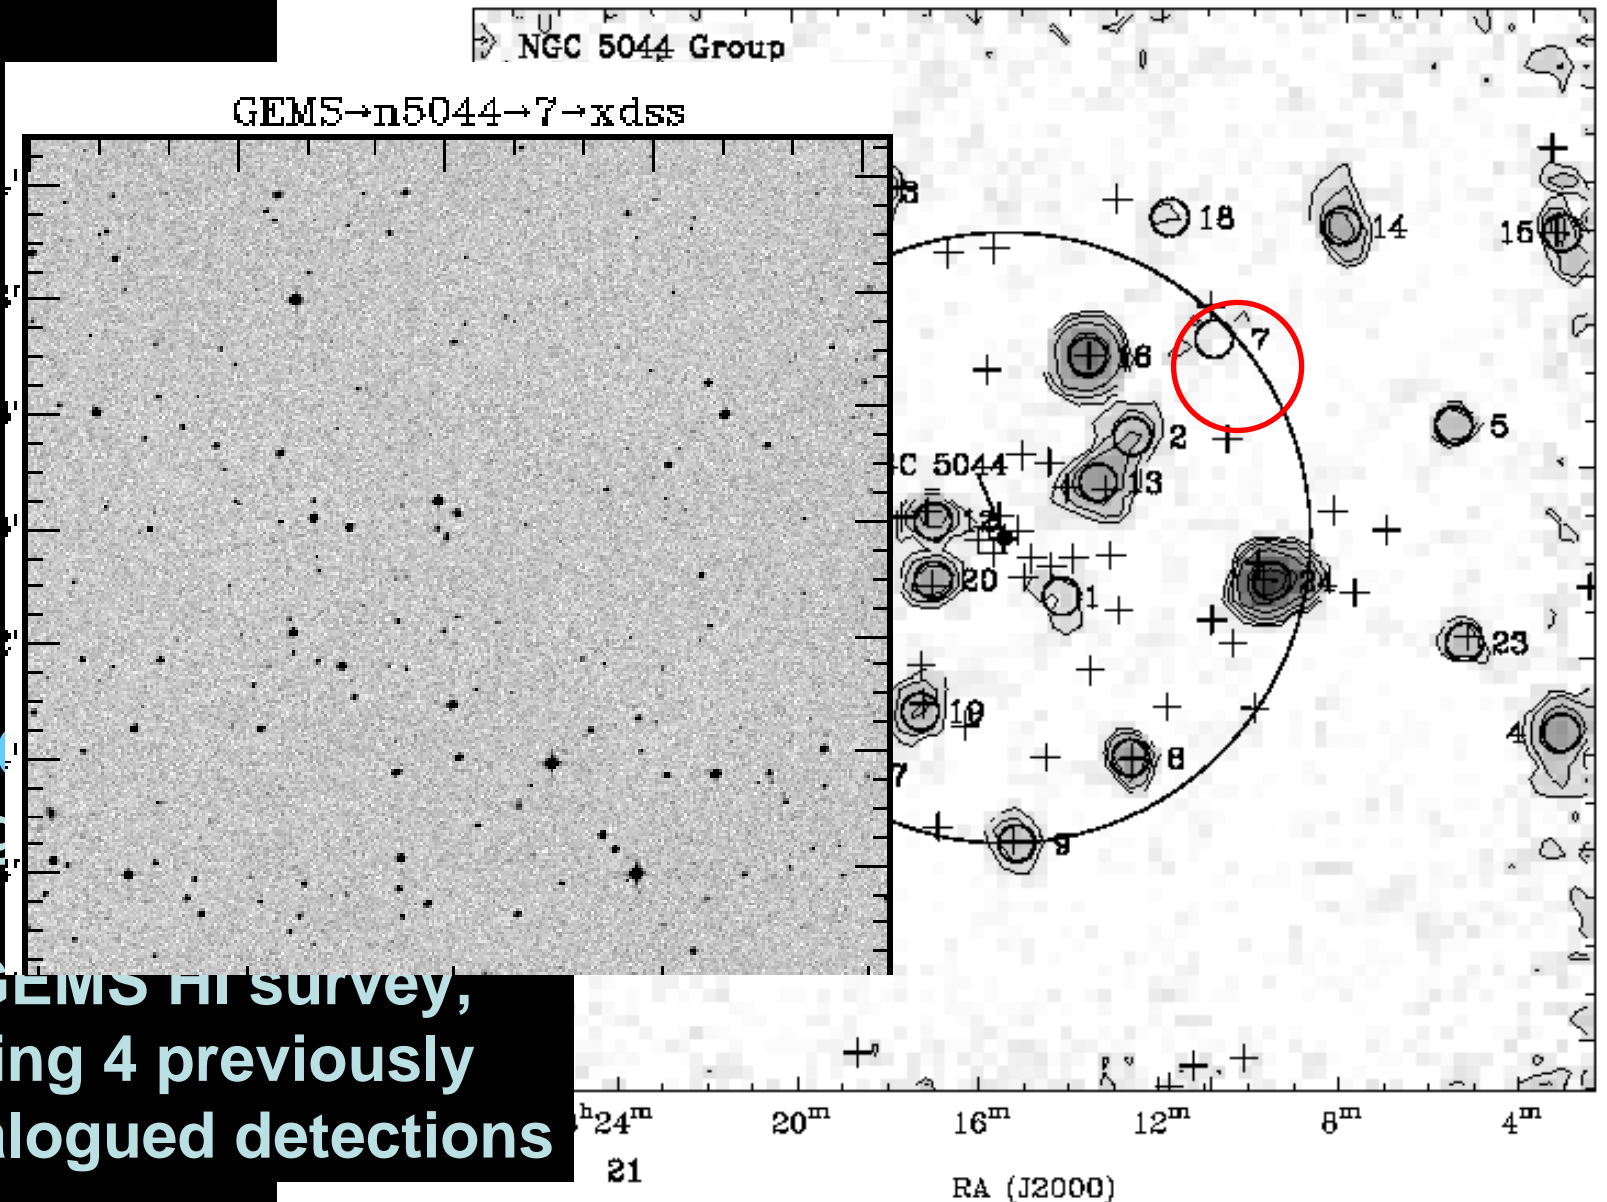 NGC 5044 Group
GEMS→n5044→7→xdss
18
14
15
7
16
2
5
C 5044
13
12
20
1
24
23
19
4
6
7
9
GEMS HI survey,
ing 4 previously
alogued detections
h24m 20m 16m 12m 8m 4m
21
RA (J2000)